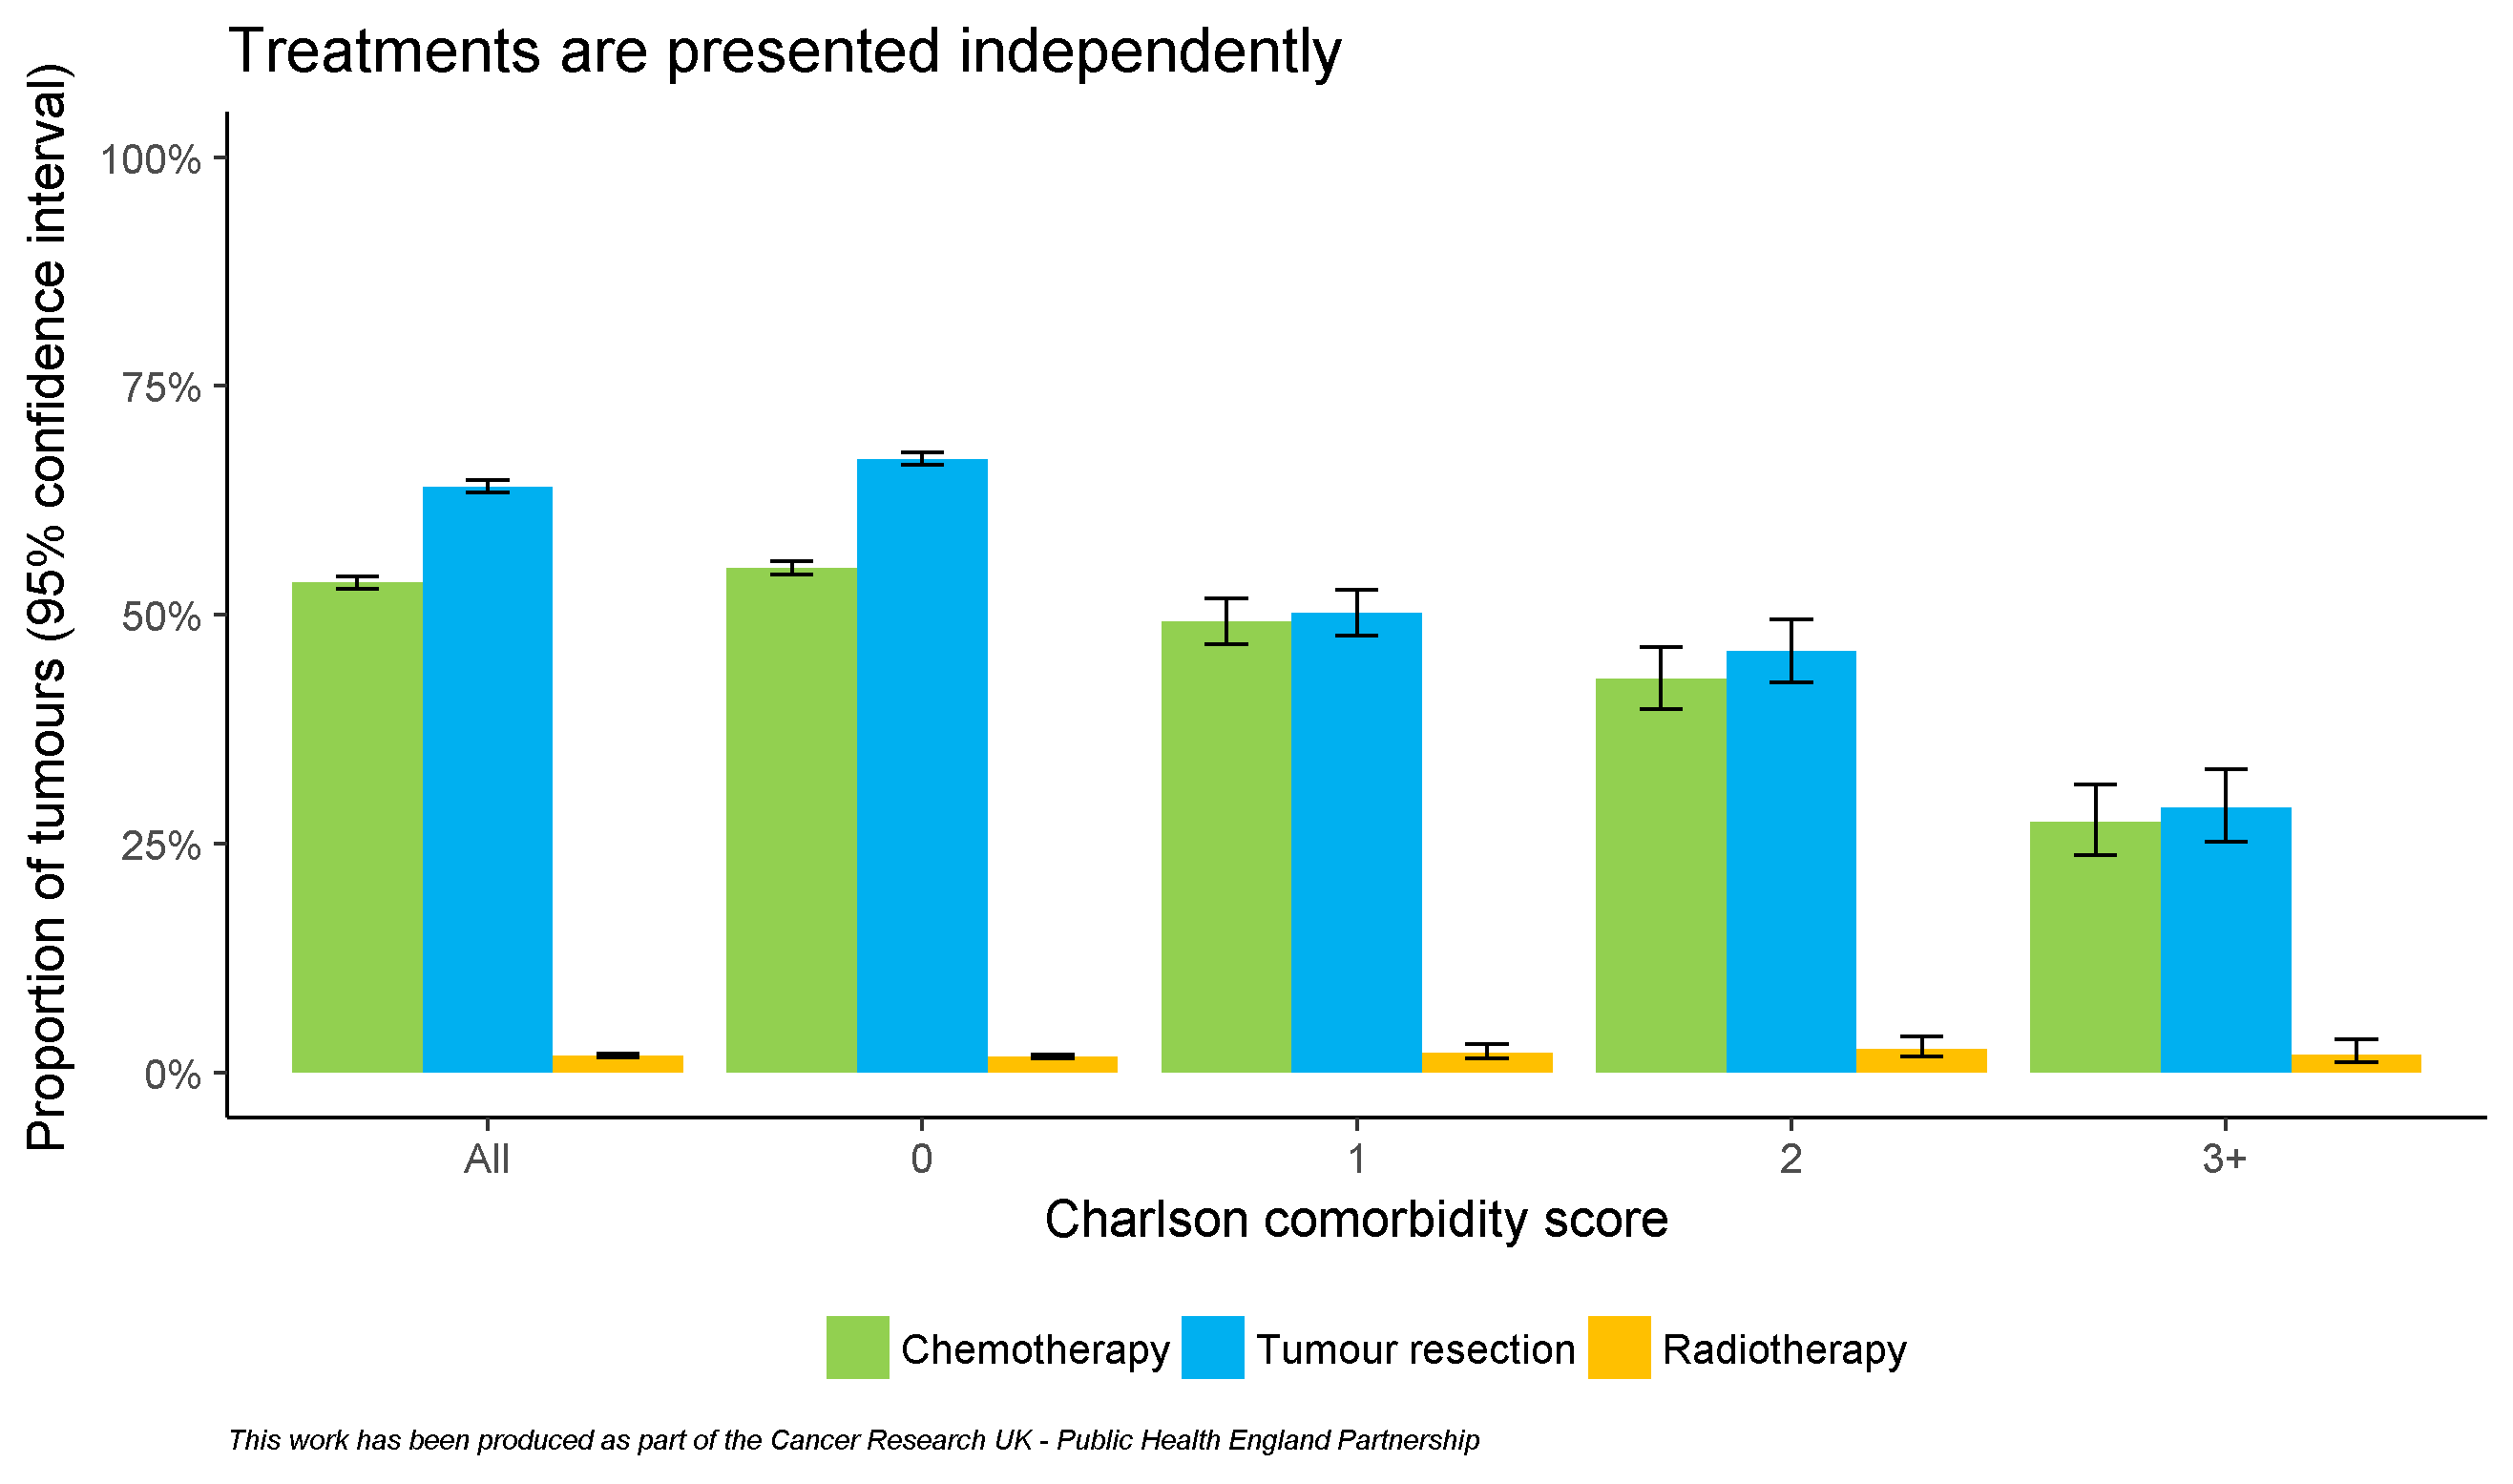 Treatments are presented independently
Proportion of tumours (95% confidence interval)
100%
75%
50%
25%
0%
All 0 1 2 3+
Charlson comorbidity score
Chemotherapy Tumour resection Radiotherapy
This work has been produced as part of the Cancer Research UK - Public Health England Partnership